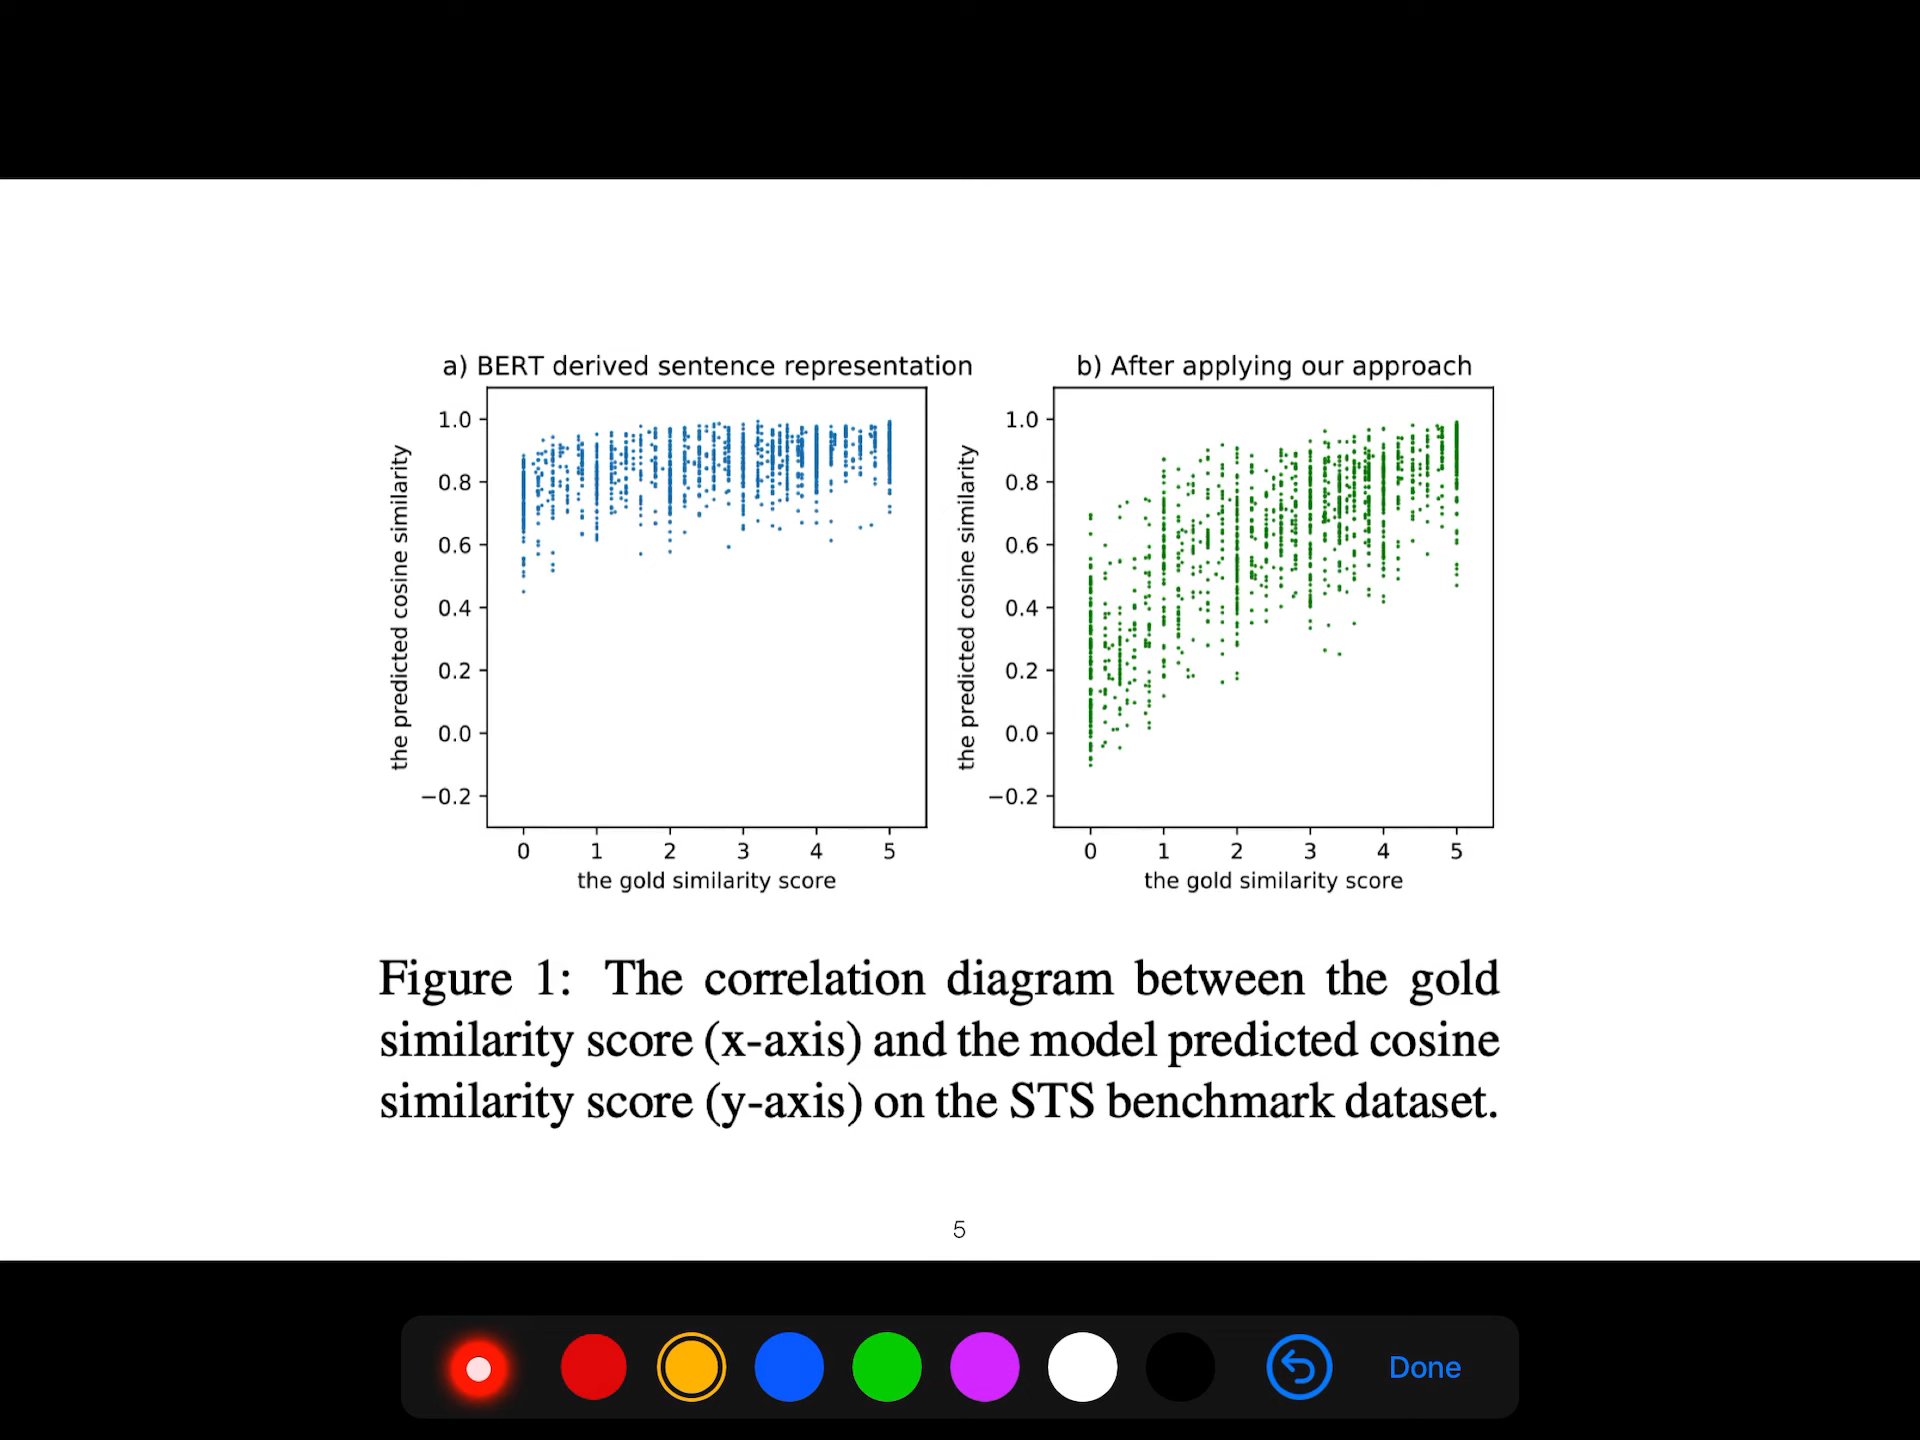 a) BERT derived sentence representation
1.0
0.8
0.6
0.4
0.2
0.0
−0.2
the predicted cosine similarity
0 1 2 3 4 5
the gold similarity score
b) After applying our approach
1.0
0.8
0.6
0.4
0.2
0.0
−0.2
the predicted cosine similarity
0 1 2 3 4 5
the gold similarity score
Figure 1: The correlation diagram between the gold
similarity score (x-axis) and the model predicted cosine
similarity score (y-axis) on the STS benchmark dataset.
5
Done